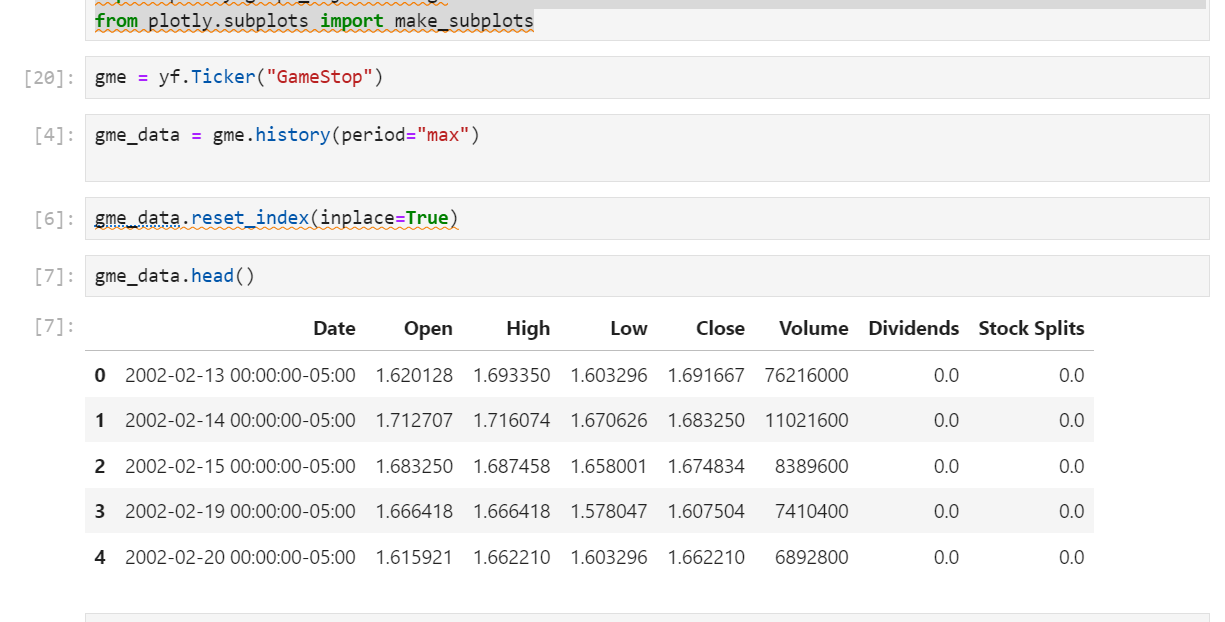 from plotly.subplots import make_subplots
[20]: gme = yf.Ticker("GameStop")
[4]: gme_data = gme.history(period="max")
[6]: gme_data.reset_index(inplace=True)
[7]: gme_data.head()
[7]: Date Open High Low Close Volume Dividends Stock Splits
0 2002-02-13 00:00:00-05:00 1.620128 1.693350 1.603296 1.691667 76216000 0.0 0.0
1 2002-02-14 00:00:00-05:00 1.712707 1.716074 1.670626 1.683250 11021600 0.0 0.0
2 2002-02-15 00:00:00-05:00 1.683250 1.687458 1.658001 1.674834 8389600 0.0 0.0
3 2002-02-19 00:00:00-05:00 1.666418 1.666418 1.578047 1.607504 7410400 0.0 0.0
4 2002-02-20 00:00:00-05:00 1.615921 1.662210 1.603296 1.662210 6892800 0.0 0.0